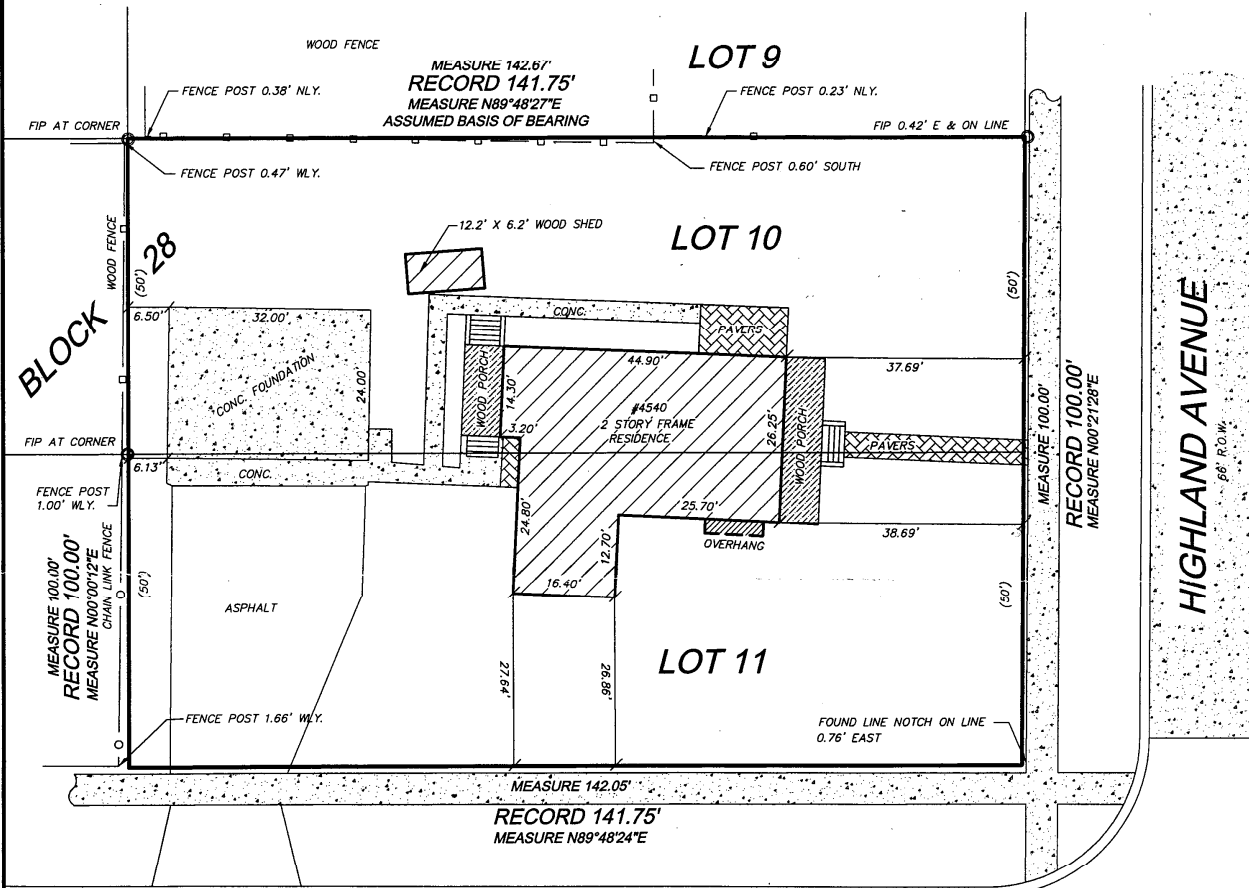 WOOD FENCE
LOT 9
MEASURE 142.67'
RECORD 141.75'
MEASURE N89°48'27"E
ASSUMED BASIS OF BEARING
FENCE POST 0.38' NLY.
FENCE POST 0.23' NLY.
FIP AT CORNER
FIP 0.42' E & ON LINE
FENCE POST 0.47' WLY.
FENCE POST 0.60' SOUTH
12.2' X 6.2' WOOD SHED
LOT 10
WOOD FENCE
(50')
(50')
BLOCK 28
6.50'
32.00'
CONC.
PAVERS
CONC. FOUNDATION
24.00'
WOOD PORCH
14.30'
44.90'
37.69'
3.20'
#4540
2 STORY FRAME
RESIDENCE
26.25'
WOOD PORCH
PAVERS
FIP AT CORNER
6.13'
CONC.
FENCE POST
1.00' WLY.
24.80'
25.70'
12.70'
OVERHANG
38.69'
16.40'
MEASURE 100.00'
RECORD 100.00'
MEASURE N00°21'28"E
HIGHLAND AVENUE
66' R.O.W.
MEASURE 100.00'
RECORD 100.00'
MEASURE N00°00'12"E
CHAIN LINK FENCE
(50')
(50')
ASPHALT
LOT 11
27.64'
26.86'
FENCE POST 1.66' WLY.
FOUND LINE NOTCH ON LINE
0.76' EAST
MEASURE 142.05'
RECORD 141.75'
MEASURE N89°48'24"E